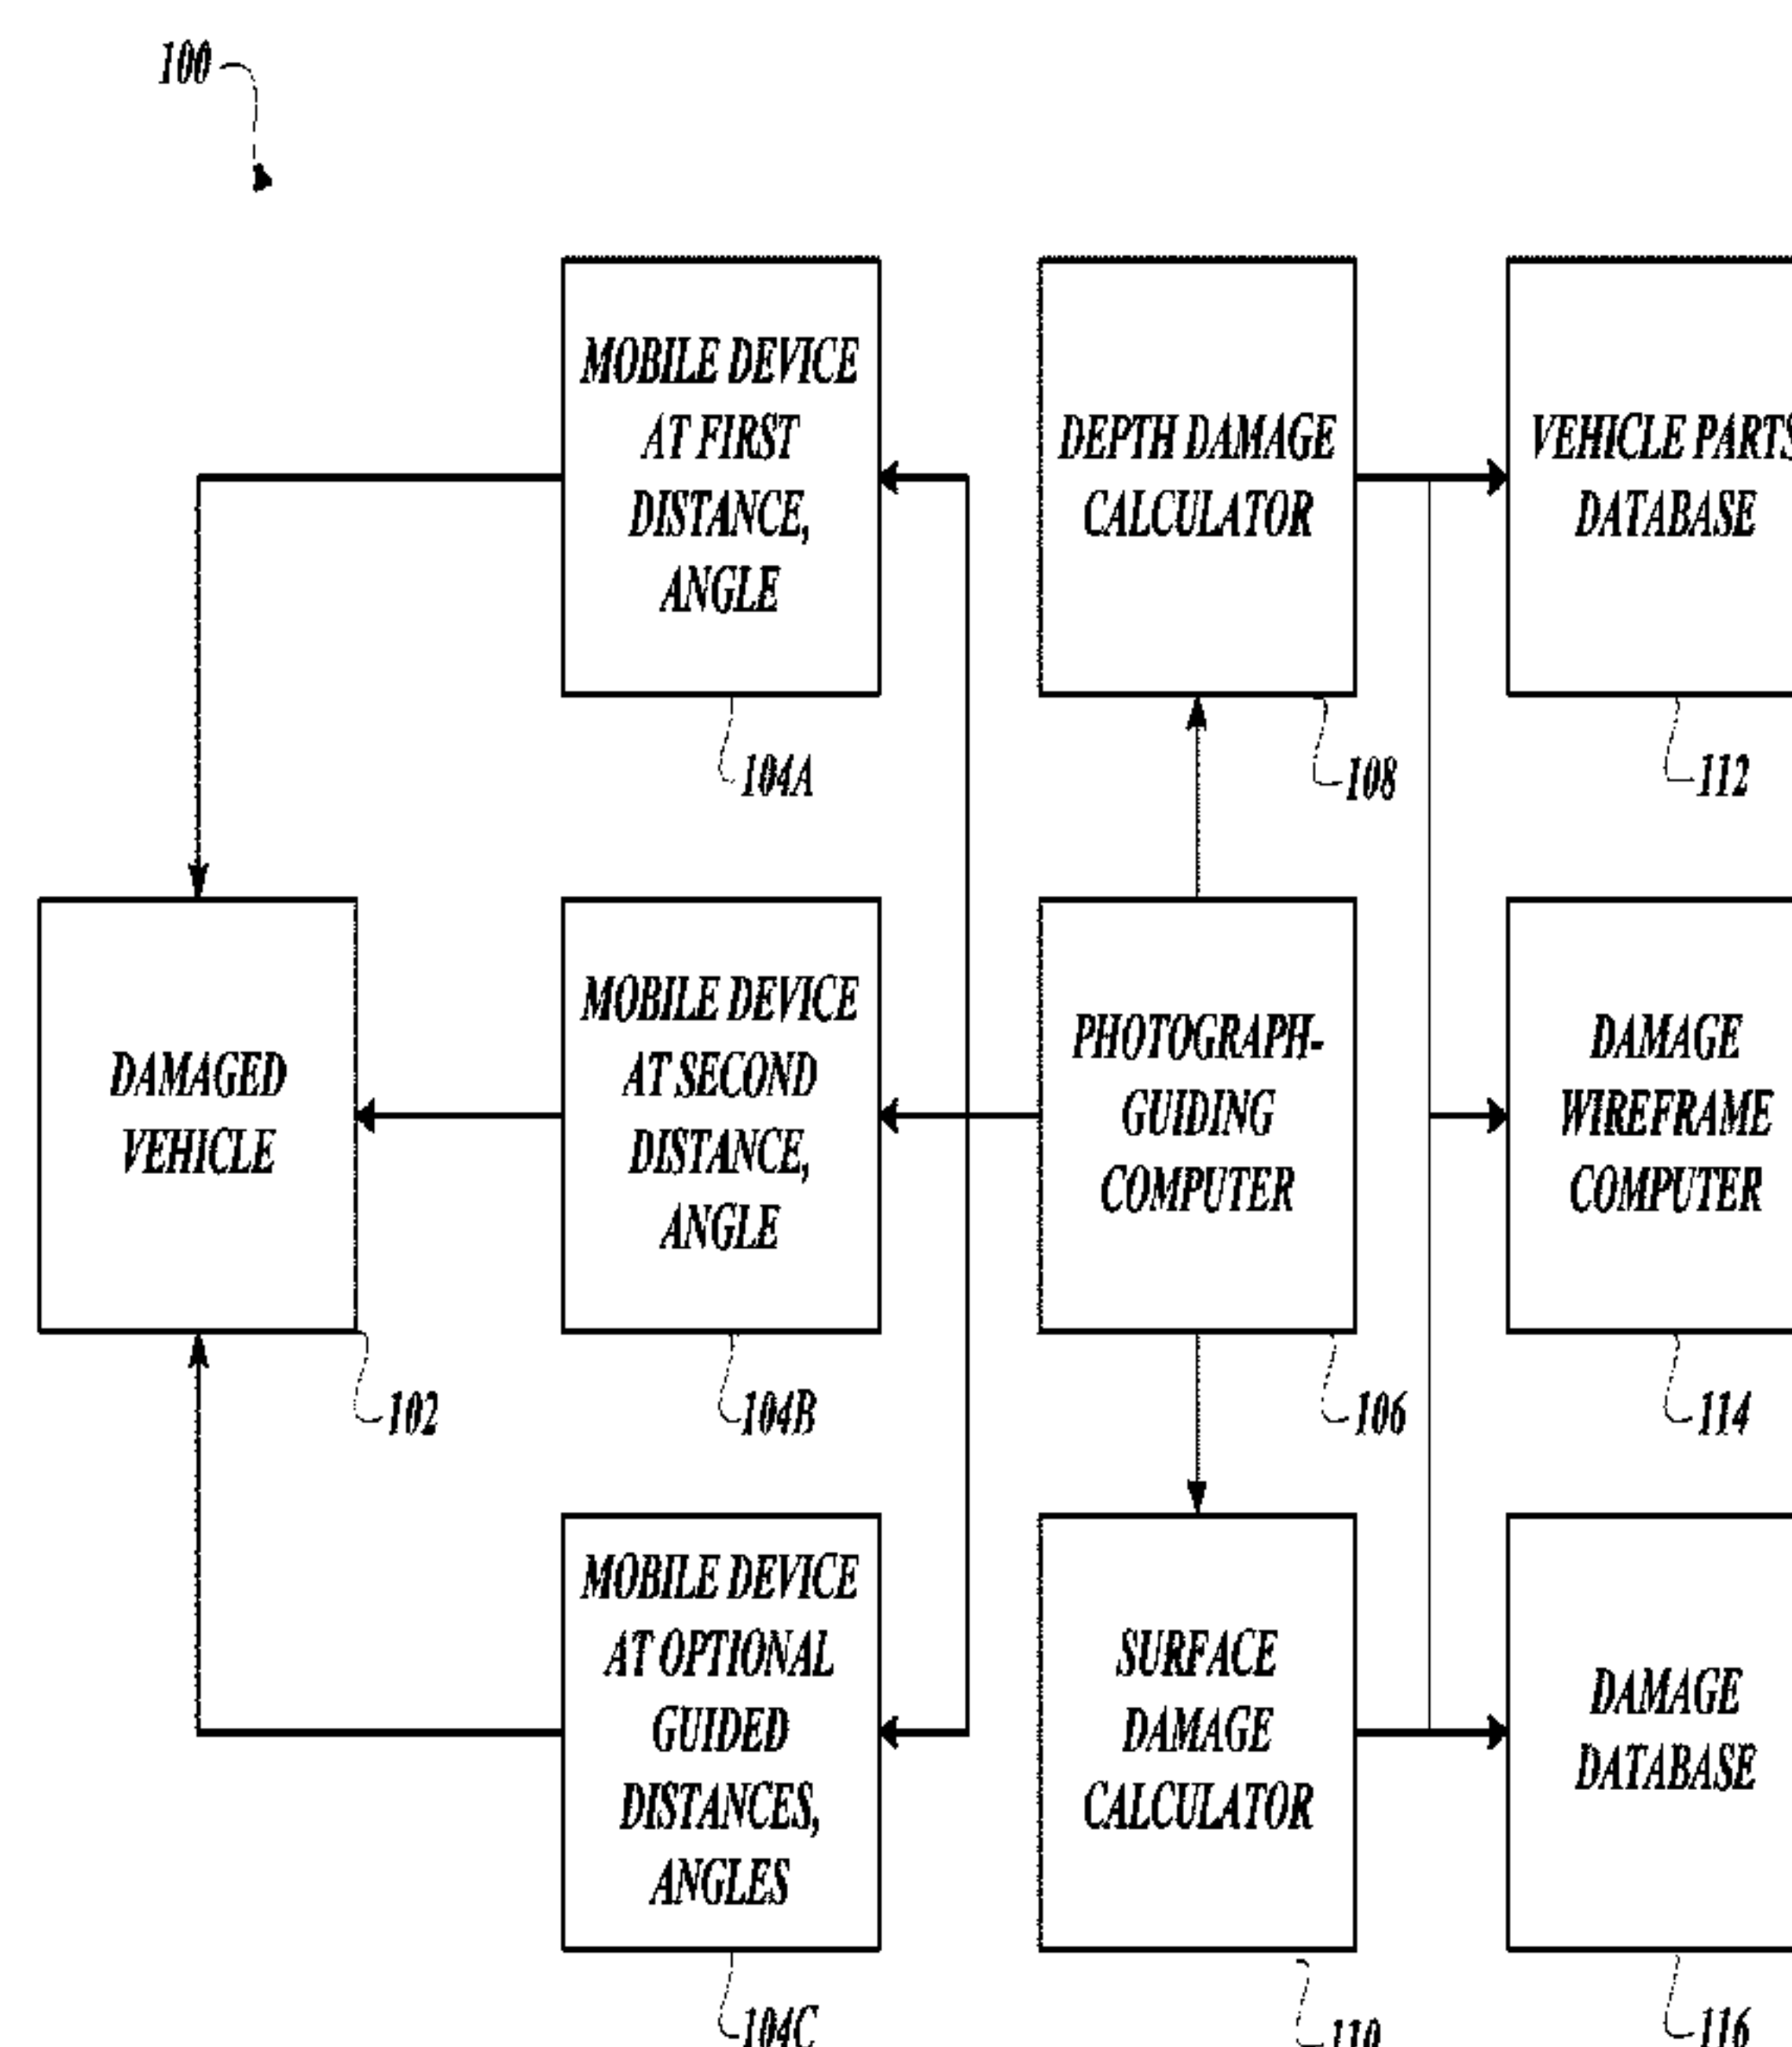 100
MOBILE DEVICE
AT FIRST
DISTANCE,
ANGLE
104A
DEPTH DAMAGE
CALCULATOR
108
VEHICLE PARTS
DATABASE
112
DAMAGED
VEHICLE
102
MOBILE DEVICE
AT SECOND
DISTANCE,
ANGLE
104B
PHOTOGRAPH-
GUIDING
COMPUTER
106
DAMAGE
WIREFRAME
COMPUTER
114
MOBILE DEVICE
AT OPTIONAL
GUIDED
DISTANCES,
ANGLES
104C
SURFACE
DAMAGE
CALCULATOR
110
DAMAGE
DATABASE
116